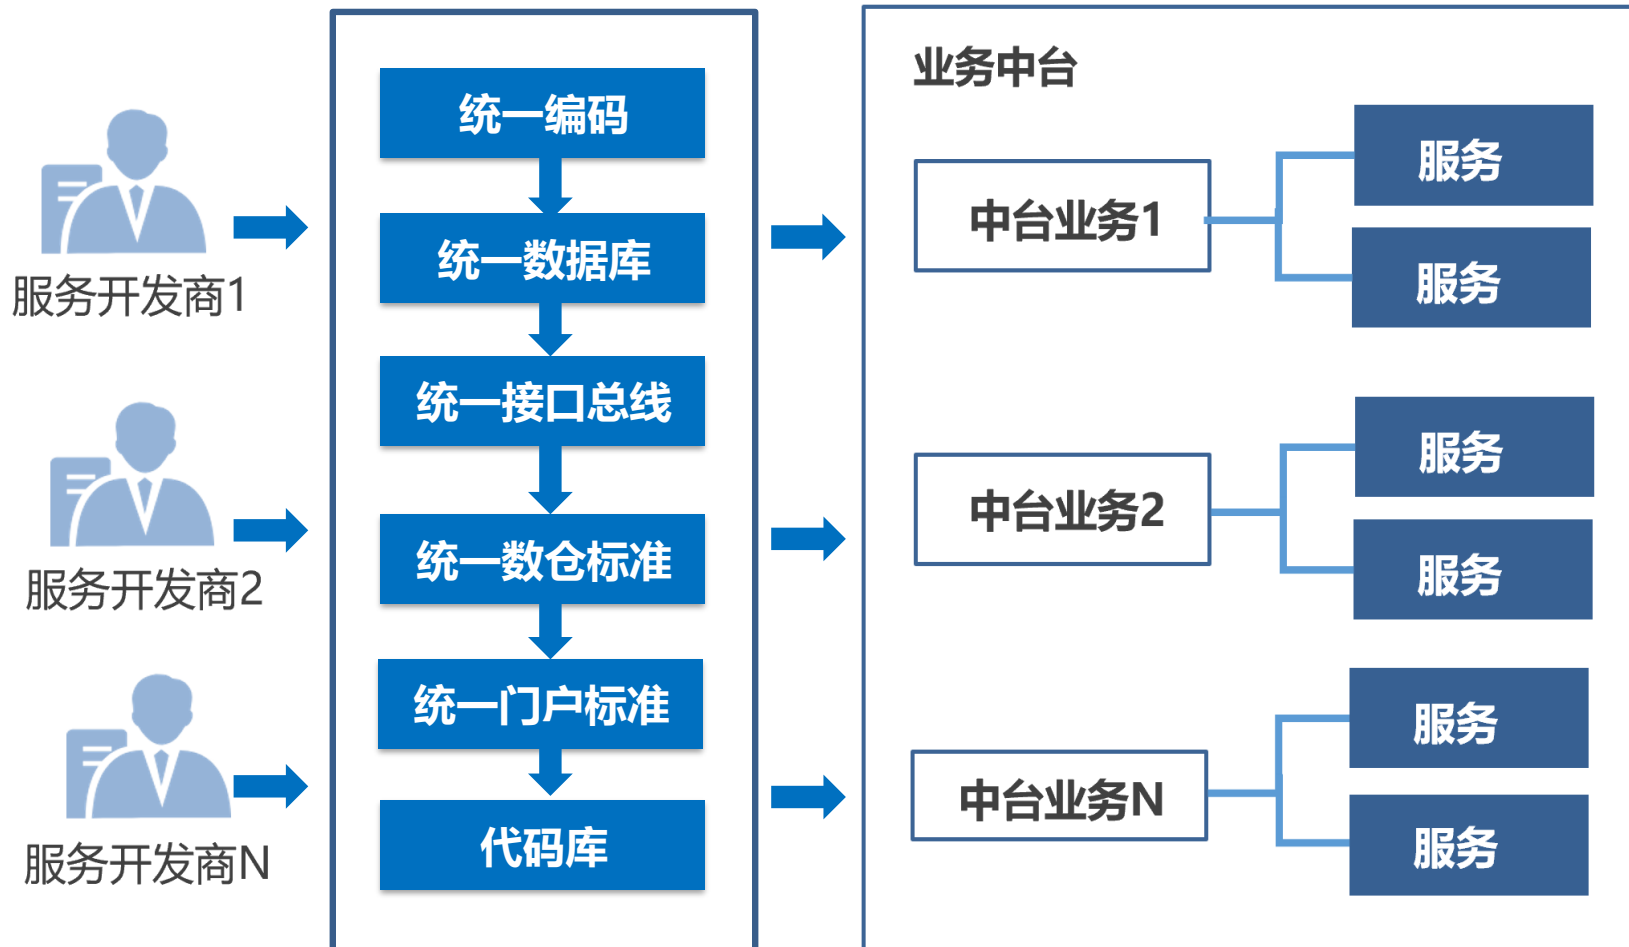 服务开发商1
服务开发商2
服务开发商N
统一编码
统一数据库
统一接口总线
统一数仓标准
统一门户标准
代码库
业务中台
中台业务1
服务
服务
中台业务2
服务
服务
中台业务N
服务
服务